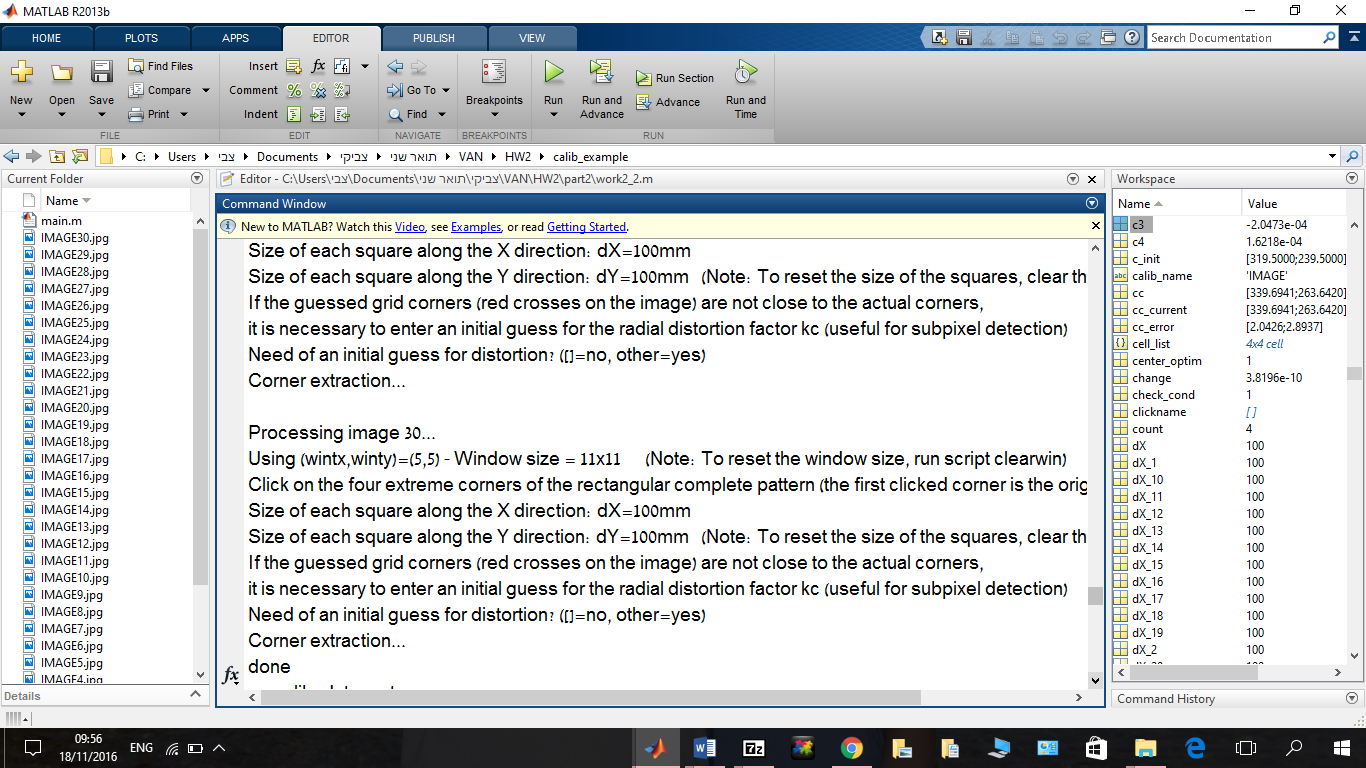 MATLAB R2013b
HOME PLOTS APPS EDITOR PUBLISH VIEW
Search Documentation
New Open Save
Find Files
Compare
Print
FILE
Insert
Comment
Indent
EDIT
Go To
Find
NAVIGATE
Breakpoints
BREAKPOINTS
Run
Run and Advance
Run Section
Advance
Run and Time
RUN
C: Users צבי Documents צביקי תואר שני VAN HW2 calib_example
Current Folder
Name
main.m
IMAGE30.jpg
IMAGE29.jpg
IMAGE28.jpg
IMAGE27.jpg
IMAGE26.jpg
IMAGE25.jpg
IMAGE24.jpg
IMAGE23.jpg
IMAGE22.jpg
IMAGE21.jpg
IMAGE20.jpg
IMAGE19.jpg
IMAGE18.jpg
IMAGE17.jpg
IMAGE16.jpg
IMAGE15.jpg
IMAGE14.jpg
IMAGE13.jpg
IMAGE12.jpg
IMAGE11.jpg
IMAGE10.jpg
IMAGE9.jpg
IMAGE8.jpg
IMAGE7.jpg
IMAGE6.jpg
IMAGE5.jpg
IMAGE4.jpg
Details
Editor - C:\Users\צבי\Documents\צביקי\תואר שני\VAN\HW2\part2\work2_2.m
Command Window
New to MATLAB? Watch this Video, see Examples, or read Getting Started.
Size of each square along the X direction: dX=100mm
Size of each square along the Y direction: dY=100mm (Note: To reset the size of the squares, clear th
If the guessed grid corners (red crosses on the image) are not close to the actual corners,
it is necessary to enter an initial guess for the radial distortion factor kc (useful for subpixel detection)
Need of an initial guess for distortion? ([]=no, other=yes)
Corner extraction...
Processing image 30...
Using (wintx,winty)=(5,5) - Window size = 11x11 (Note: To reset the window size, run script clearwin)
Click on the four extreme corners of the rectangular complete pattern (the first clicked corner is the orig
Size of each square along the X direction: dX=100mm
Size of each square along the Y direction: dY=100mm (Note: To reset the size of the squares, clear th
If the guessed grid corners (red crosses on the image) are not close to the actual corners,
it is necessary to enter an initial guess for the radial distortion factor kc (useful for subpixel detection)
Need of an initial guess for distortion? ([]=no, other=yes)
Corner extraction...
done
fx
Workspace
Name Value
c3 -2.0473e-04
c4 1.6218e-04
c_init [319.5000;239.5000]
calib_name 'IMAGE'
cc [339.6941;263.6420]
cc_current [339.6941;263.6420]
cc_error [2.0426;2.8937]
cell_list 4x4 cell
center_optim 1
change 3.8196e-10
check_cond 1
clickname []
count 4
dX 100
dX_1 100
dX_10 100
dX_11 100
dX_12 100
dX_13 100
dX_14 100
dX_15 100
dX_16 100
dX_17 100
dX_18 100
dX_19 100
dX_2 100
Command History
09:56
18/11/2016
ENG
7z